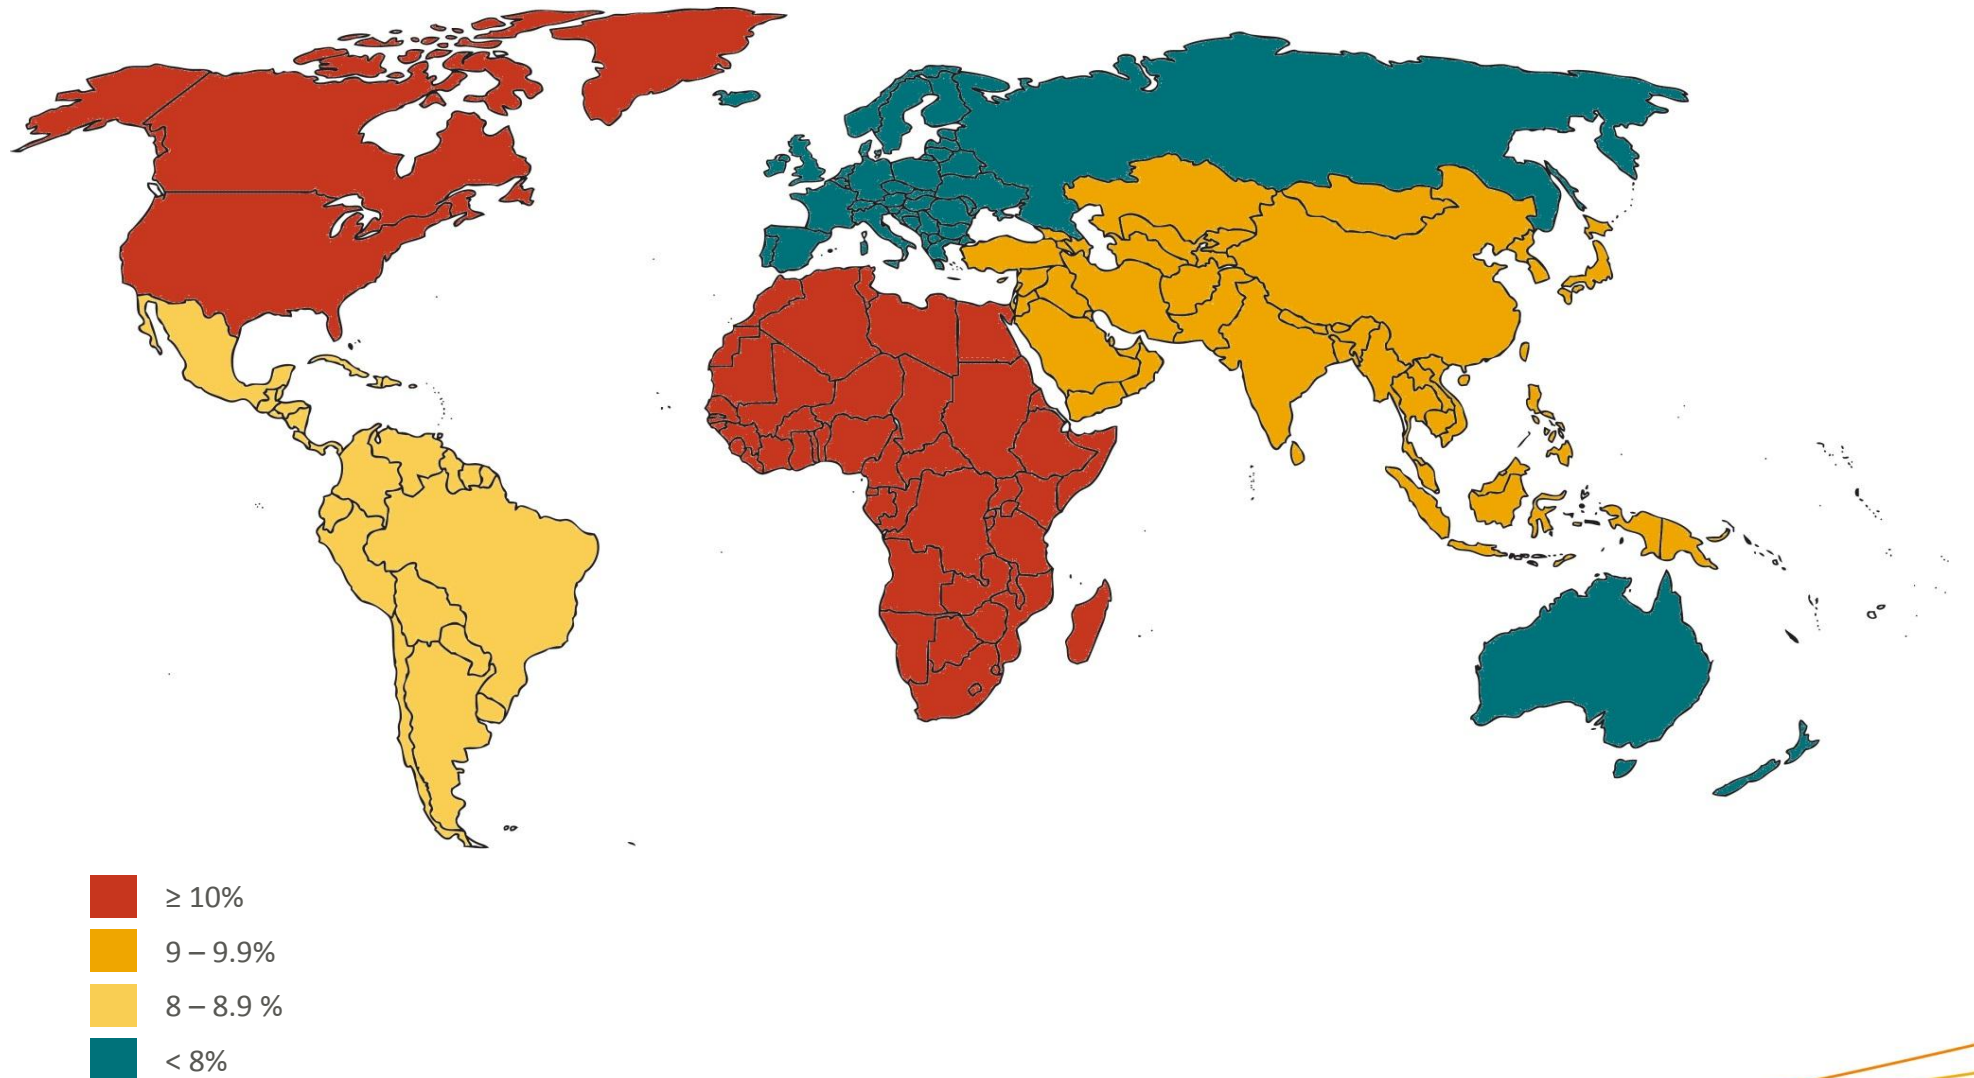 ≥ 10%
9 – 9.9%
8 – 8.9 %
< 8%